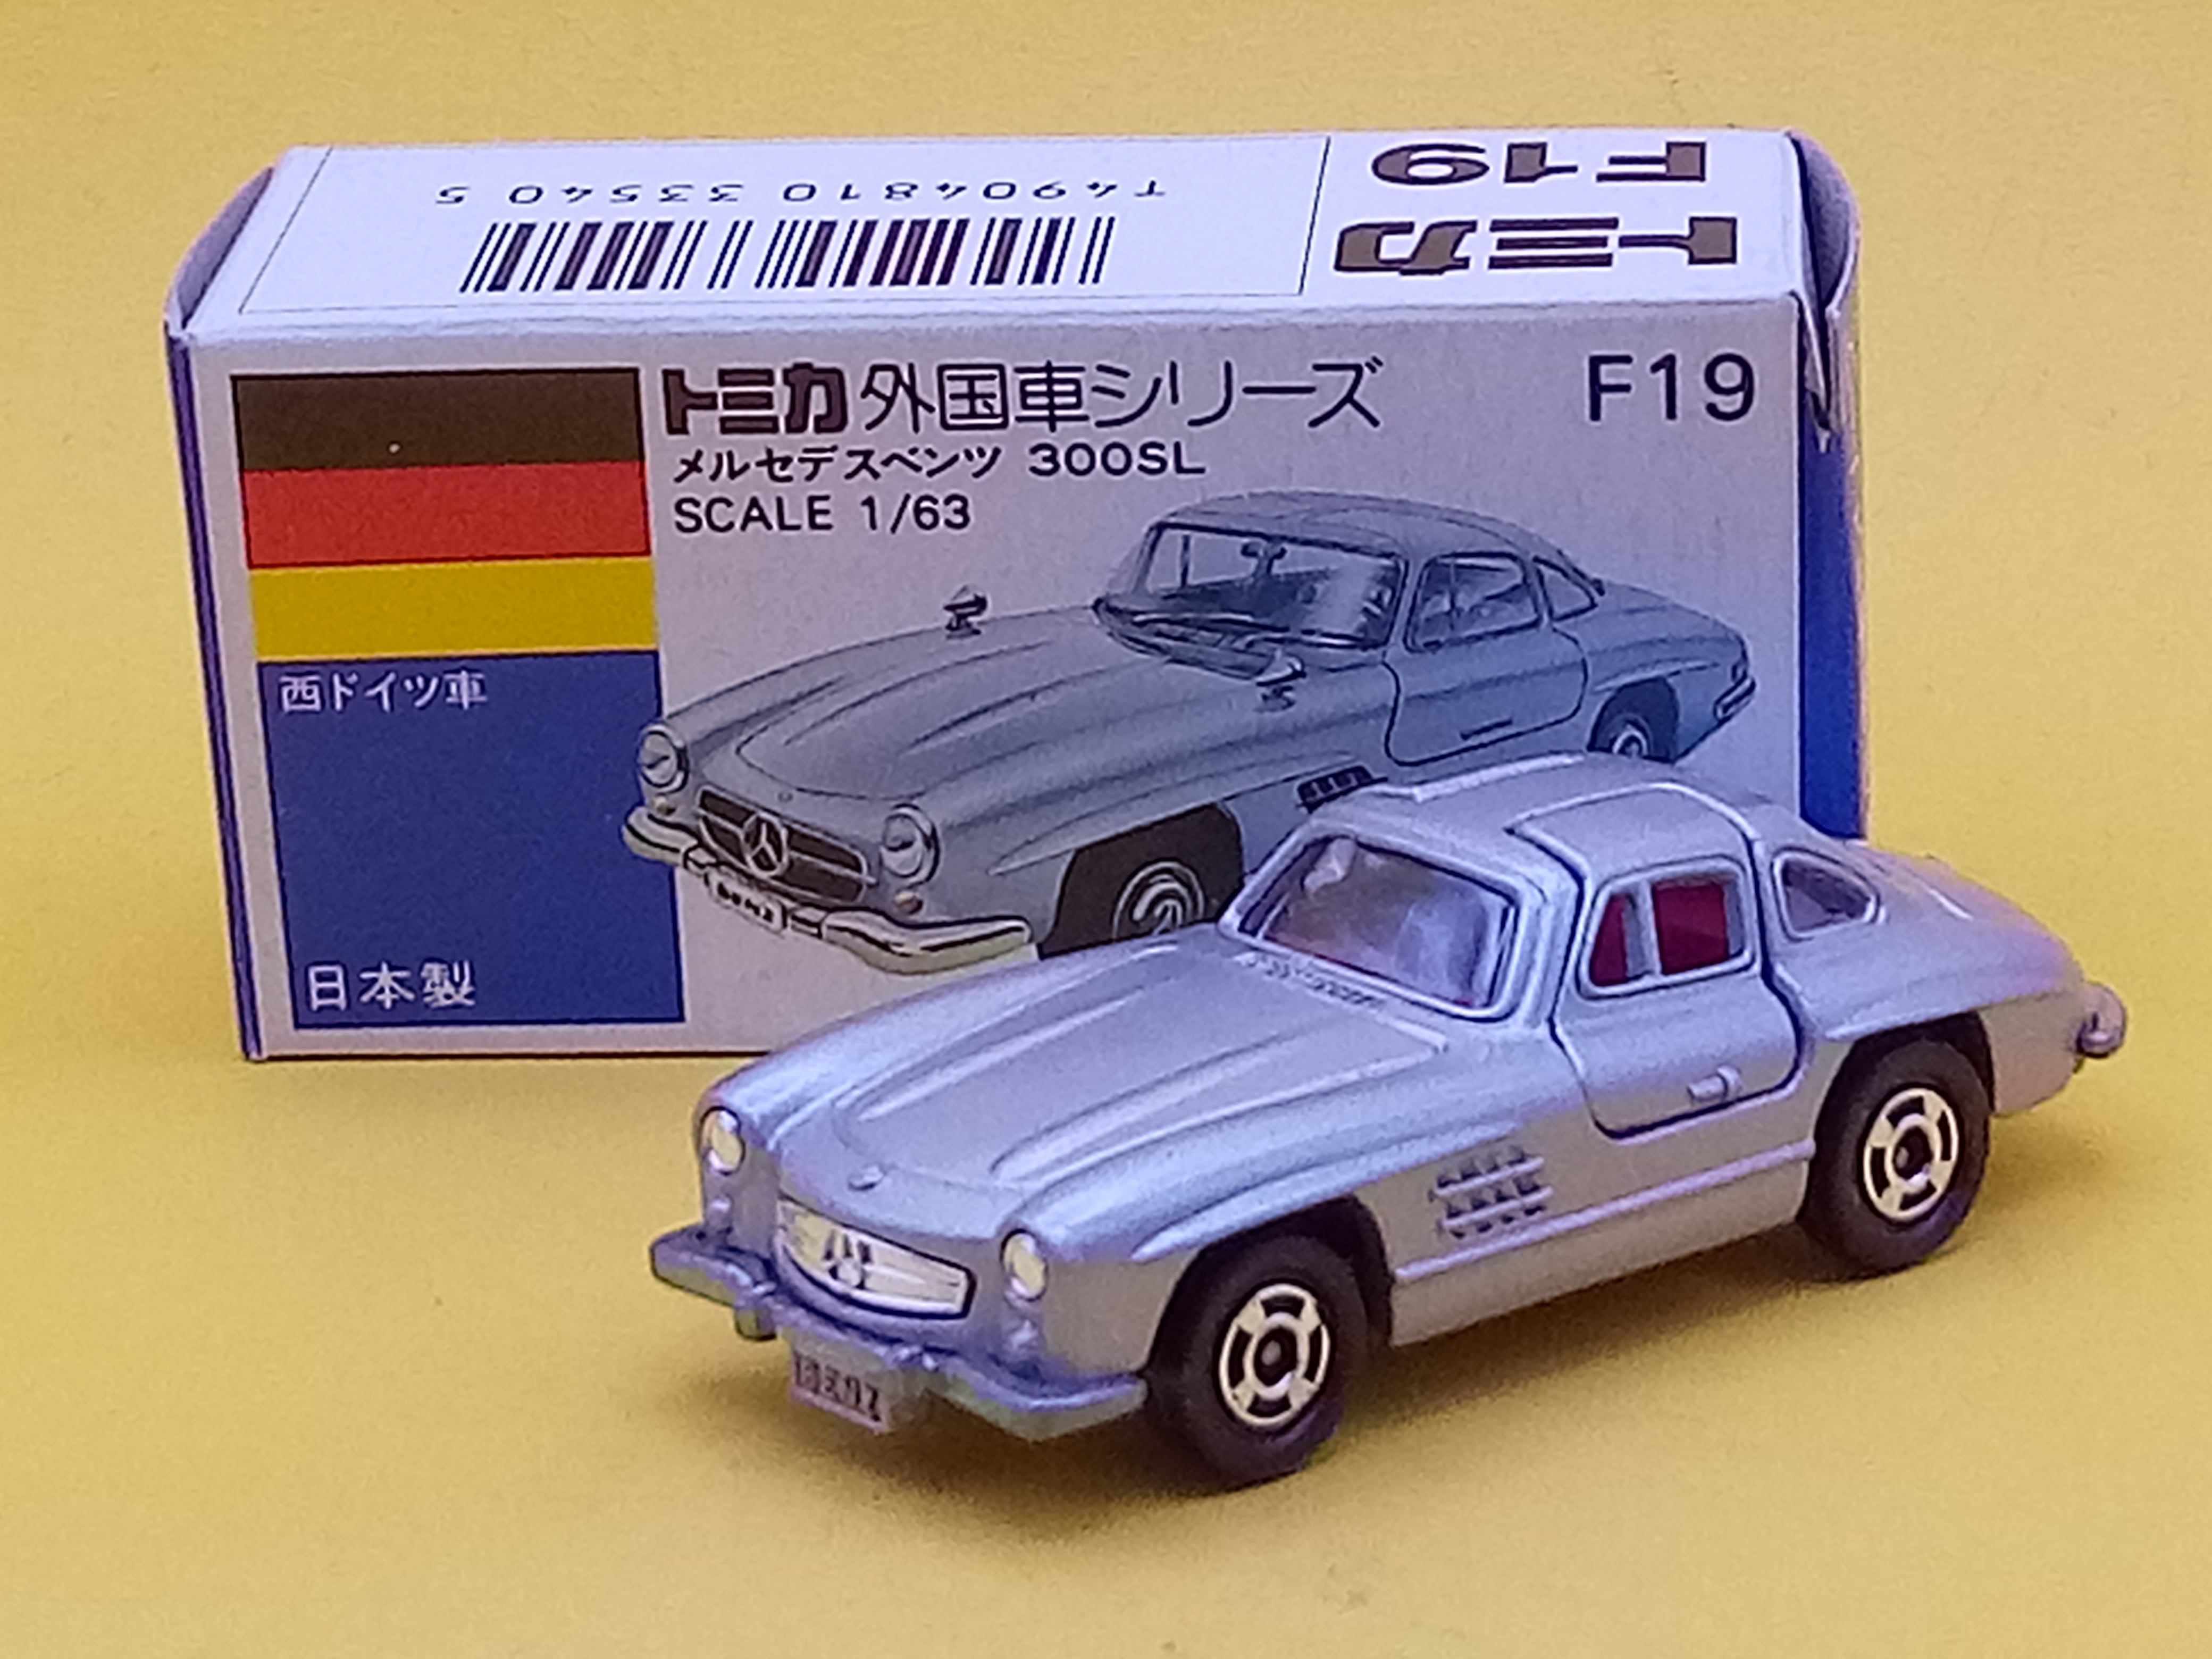 F19
トミカ
T4904810 33540 5
トミカ 外国車シリーズ
F19
メルセデスベンツ 300SL
SCALE 1/63
西ドイツ車
日本製